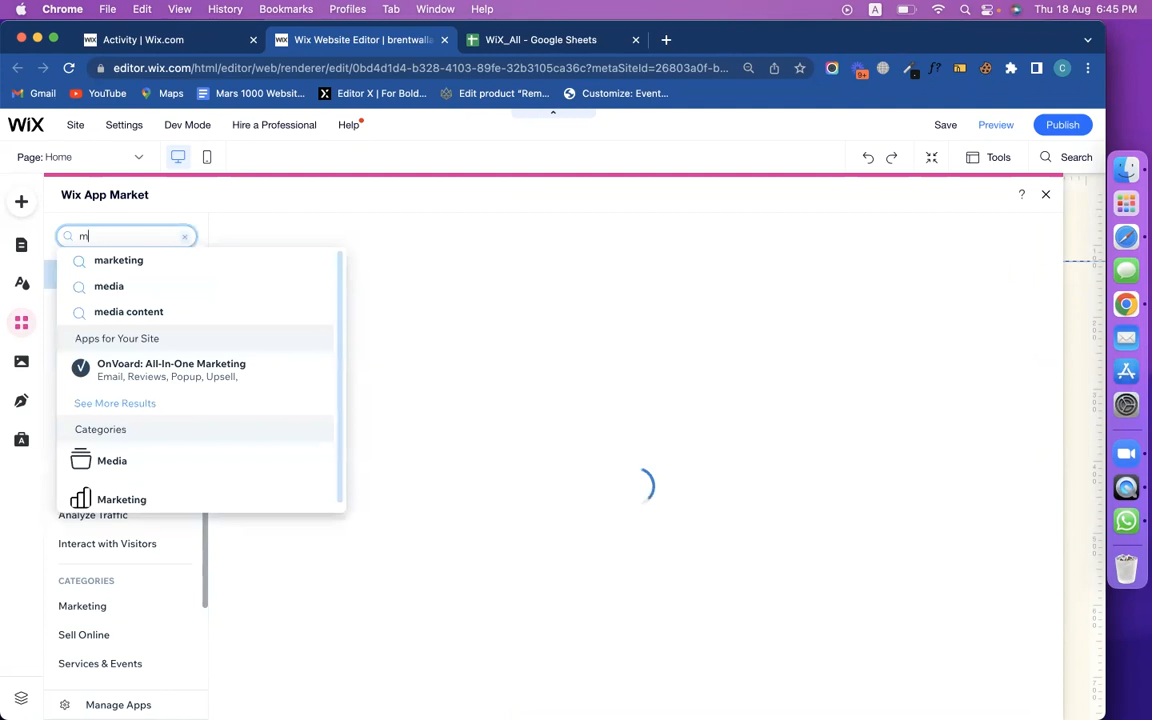 Chrome File Edit View History Bookmarks Profiles Tab Window Help A Thu 18 Aug 6:45 PM
WIX Activity | Wix.com WIX Wix Website Editor | brentwalla WiX_All - Google Sheets
editor.wix.com/html/editor/web/renderer/edit/0bd4d1d4-b328-4103-89fe-32b3105ca36c?metaSiteId=26803a0f-b... 9+ f? C
Gmail YouTube Maps Mars 1000 Websit... X Editor X | For Bold... Edit product “Rem... Customize: Event...
WiX Site Settings Dev Mode Hire a Professional Help Save Preview Publish
Page: Home Tools Search
Wix App Market ?
m
marketing
media
media content
Apps for Your Site
OnVoard: All-In-One Marketing
Email, Reviews, Popup, Upsell,
See More Results
Categories
Media
Marketing
Analyze Traffic
Interact with Visitors
CATEGORIES
Marketing
Sell Online
Services & Events
Manage Apps